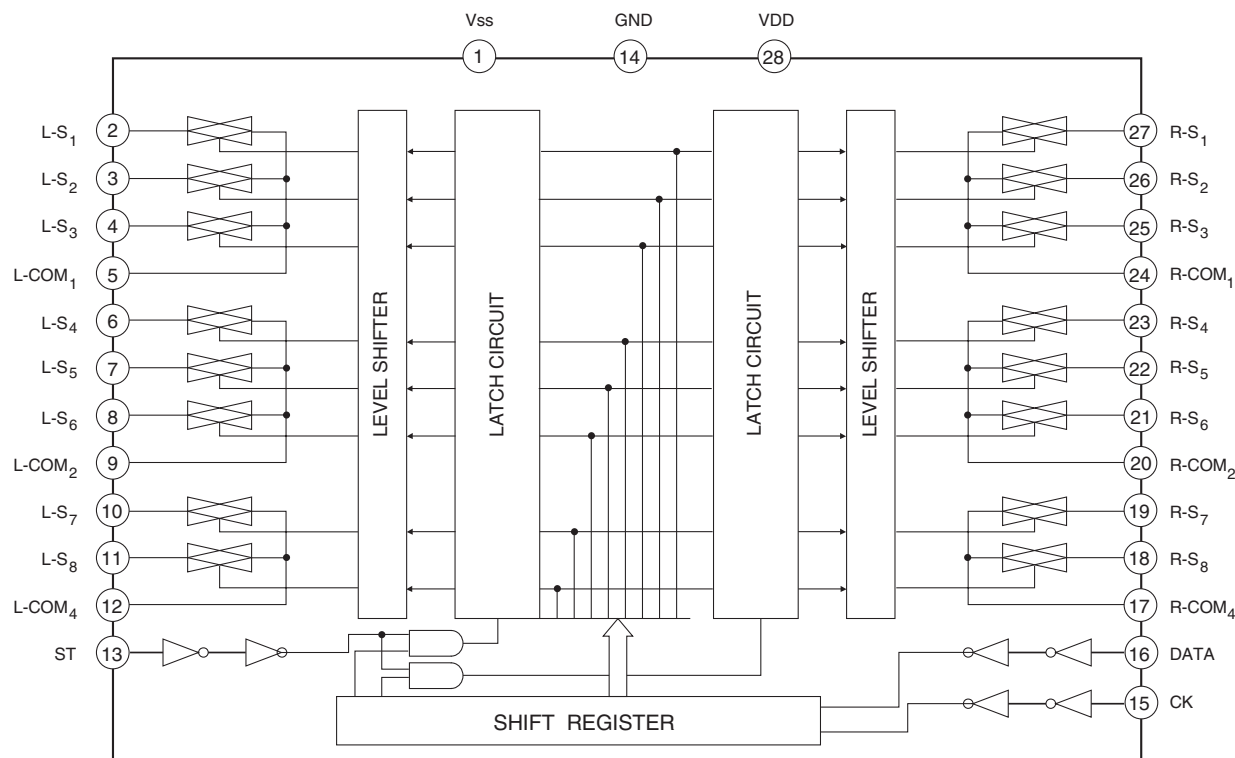 Vss GND VDD
1 14 28
L-S1 2 27 R-S1
L-S2 3 26 R-S2
L-S3 4 25 R-S3
L-COM1 5 24 R-COM1
L-S4 6 23 R-S4
L-S5 7 22 R-S5
L-S6 8 21 R-S6
L-COM2 9 20 R-COM2
L-S7 10 19 R-S7
L-S8 11 18 R-S8
L-COM4 12 17 R-COM4
ST 13 16 DATA
15 CK
LEVEL SHIFTER
LATCH CIRCUIT
LATCH CIRCUIT
LEVEL SHIFTER
SHIFT REGISTER